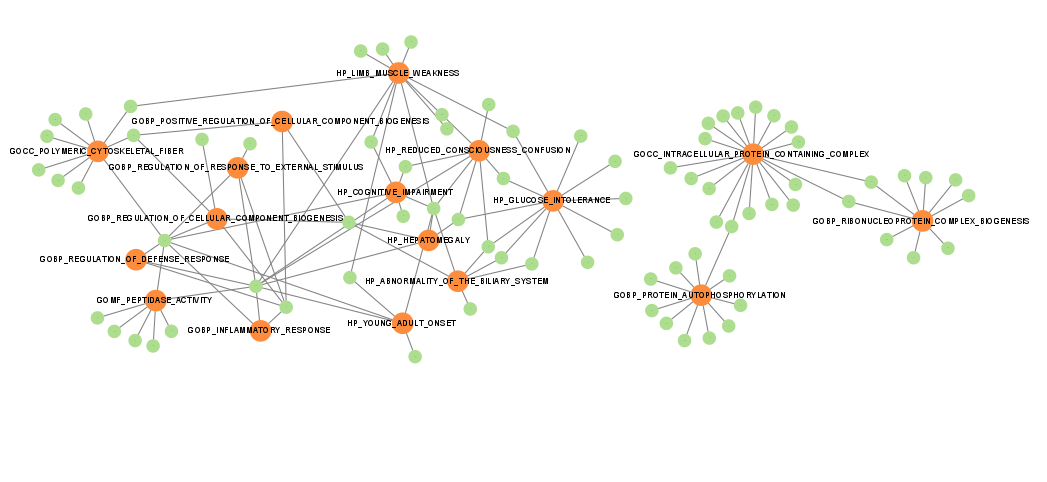 HP_LIMB_MUSCLE_WEAKNESS
GOBP_POSITIVE_REGULATION_OF_CELLULAR_COMPONENT_BIOGENESIS
GOCC_POLYMERIC_CYTOSKELETAL_FIBER
HP_REDUCED_CONSCIOUSNESS_CONFUSION
GOCC_INTRACELLULAR_PROTEIN_CONTAINING_COMPLEX
GOBP_REGULATION_OF_RESPONSE_TO_EXTERNAL_STIMULUS
HP_COGNITIVE_IMPAIRMENT
HP_GLUCOSE_INTOLERANCE
GOBP_REGULATION_OF_CELLULAR_COMPONENT_BIOGENESIS
GOBP_RIBONUCLEOPROTEIN_COMPLEX_BIOGENESIS
HP_HEPATOMEGALY
GOBP_REGULATION_OF_DEFENSE_RESPONSE
HP_ABNORMALITY_OF_THE_BILIARY_SYSTEM
GOBP_PROTEIN_AUTOPHOSPHORYLATION
GOMF_PEPTIDASE_ACTIVITY
HP_YOUNG_ADULT_ONSET
GOBP_INFLAMMATORY_RESPONSE